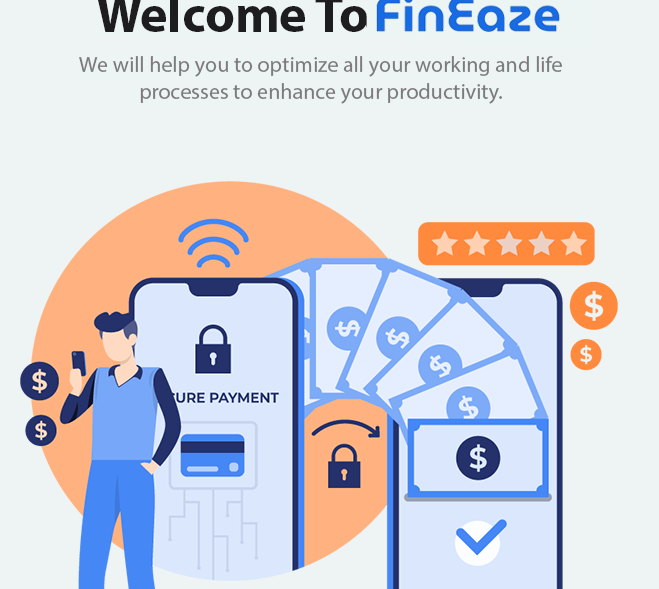 Welcome To FinEaze
We will help you to optimize all your working and life
processes to enhance your productivity.
$
$
$
$
$
$
$
$
$
$
CURE PAYMENT